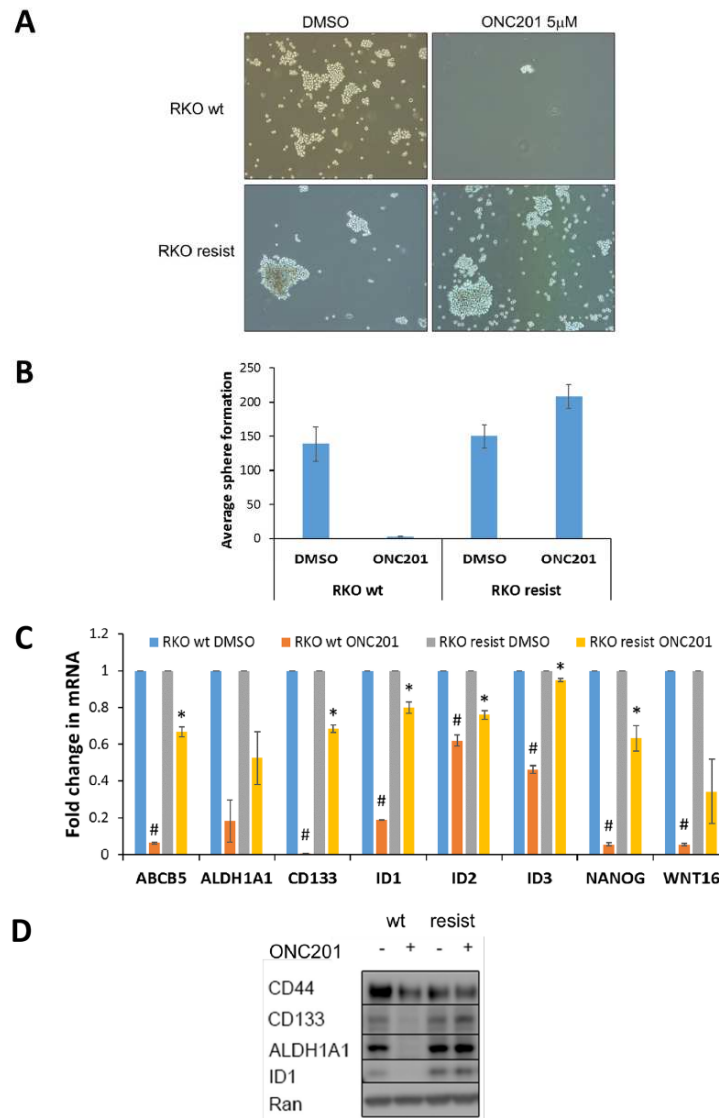 A
DMSO ONC201 5µM
RKO wt
RKO resist
B
Average sphere formation
250
200
150
100
50
0
DMSO ONC201 DMSO ONC201
RKO wt RKO resist
C
RKO wt DMSO RKO wt ONC201 RKO resist DMSO RKO resist ONC201
Fold change in mRNA
1.2
1
0.8
0.6
0.4
0.2
0
* * * * * *
# # # # # # #
ABCB5 ALDH1A1 CD133 ID1 ID2 ID3 NANOG WNT16
D
wt resist
ONC201 - + - +
CD44
CD133
ALDH1A1
ID1
Ran